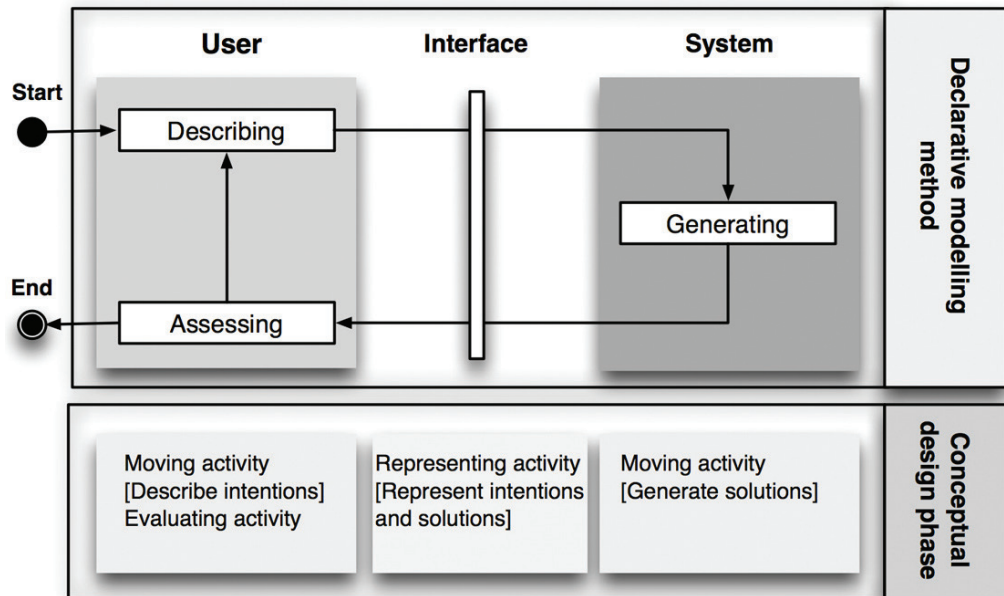 User
Interface
System
Start
Describing
Generating
End
Assessing
Declarative modelling
method
Moving activity
[Describe intentions]
Evaluating activity
Representing activity
[Represent intentions
and solutions]
Moving activity
[Generate solutions]
Conceptual
design phase